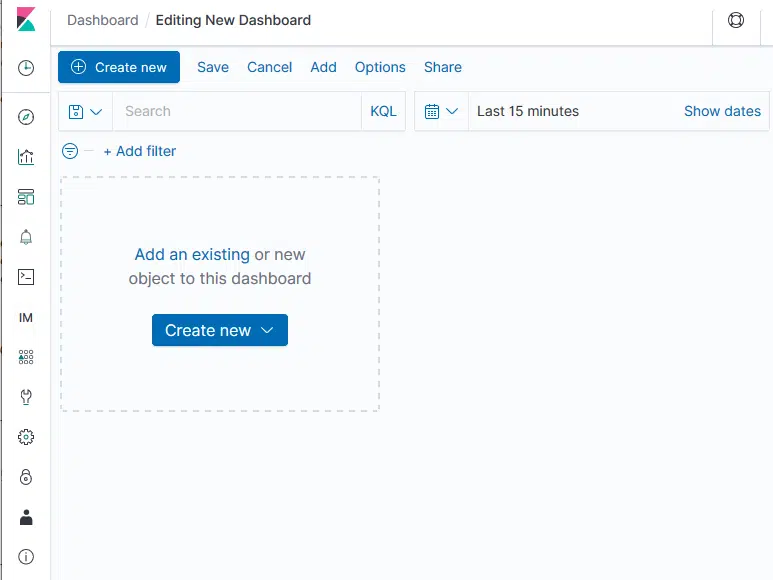 Dashboard / Editing New Dashboard
Create new Save Cancel Add Options Share
Search KQL Last 15 minutes Show dates
+ Add filter
Add an existing or new
object to this dashboard
Create new
IM